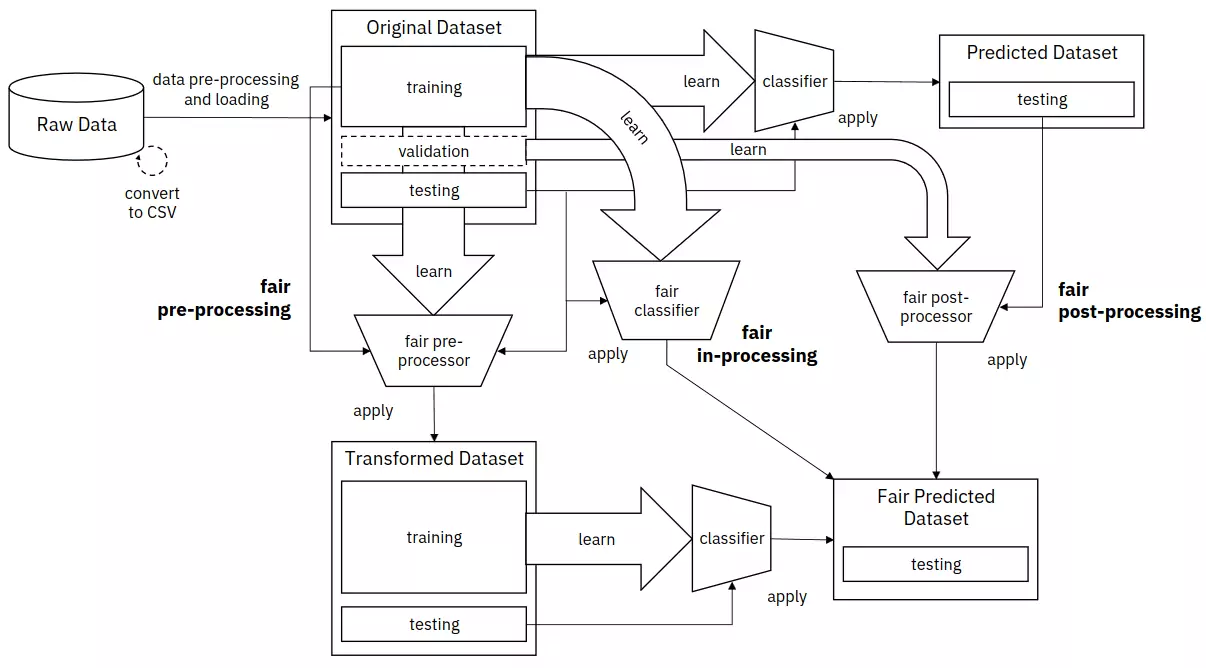 Original Dataset
training
validation
testing
Raw Data
data pre-processing
and loading
convert
to CSV
learn
classifier
apply
Predicted Dataset
testing
learn
learn
learn
fair
pre-processing
fair pre-
processor
apply
fair
classifier
apply
fair
in-processing
fair post-
processor
apply
fair
post-processing
Transformed Dataset
training
testing
learn
classifier
apply
Fair Predicted
Dataset
testing